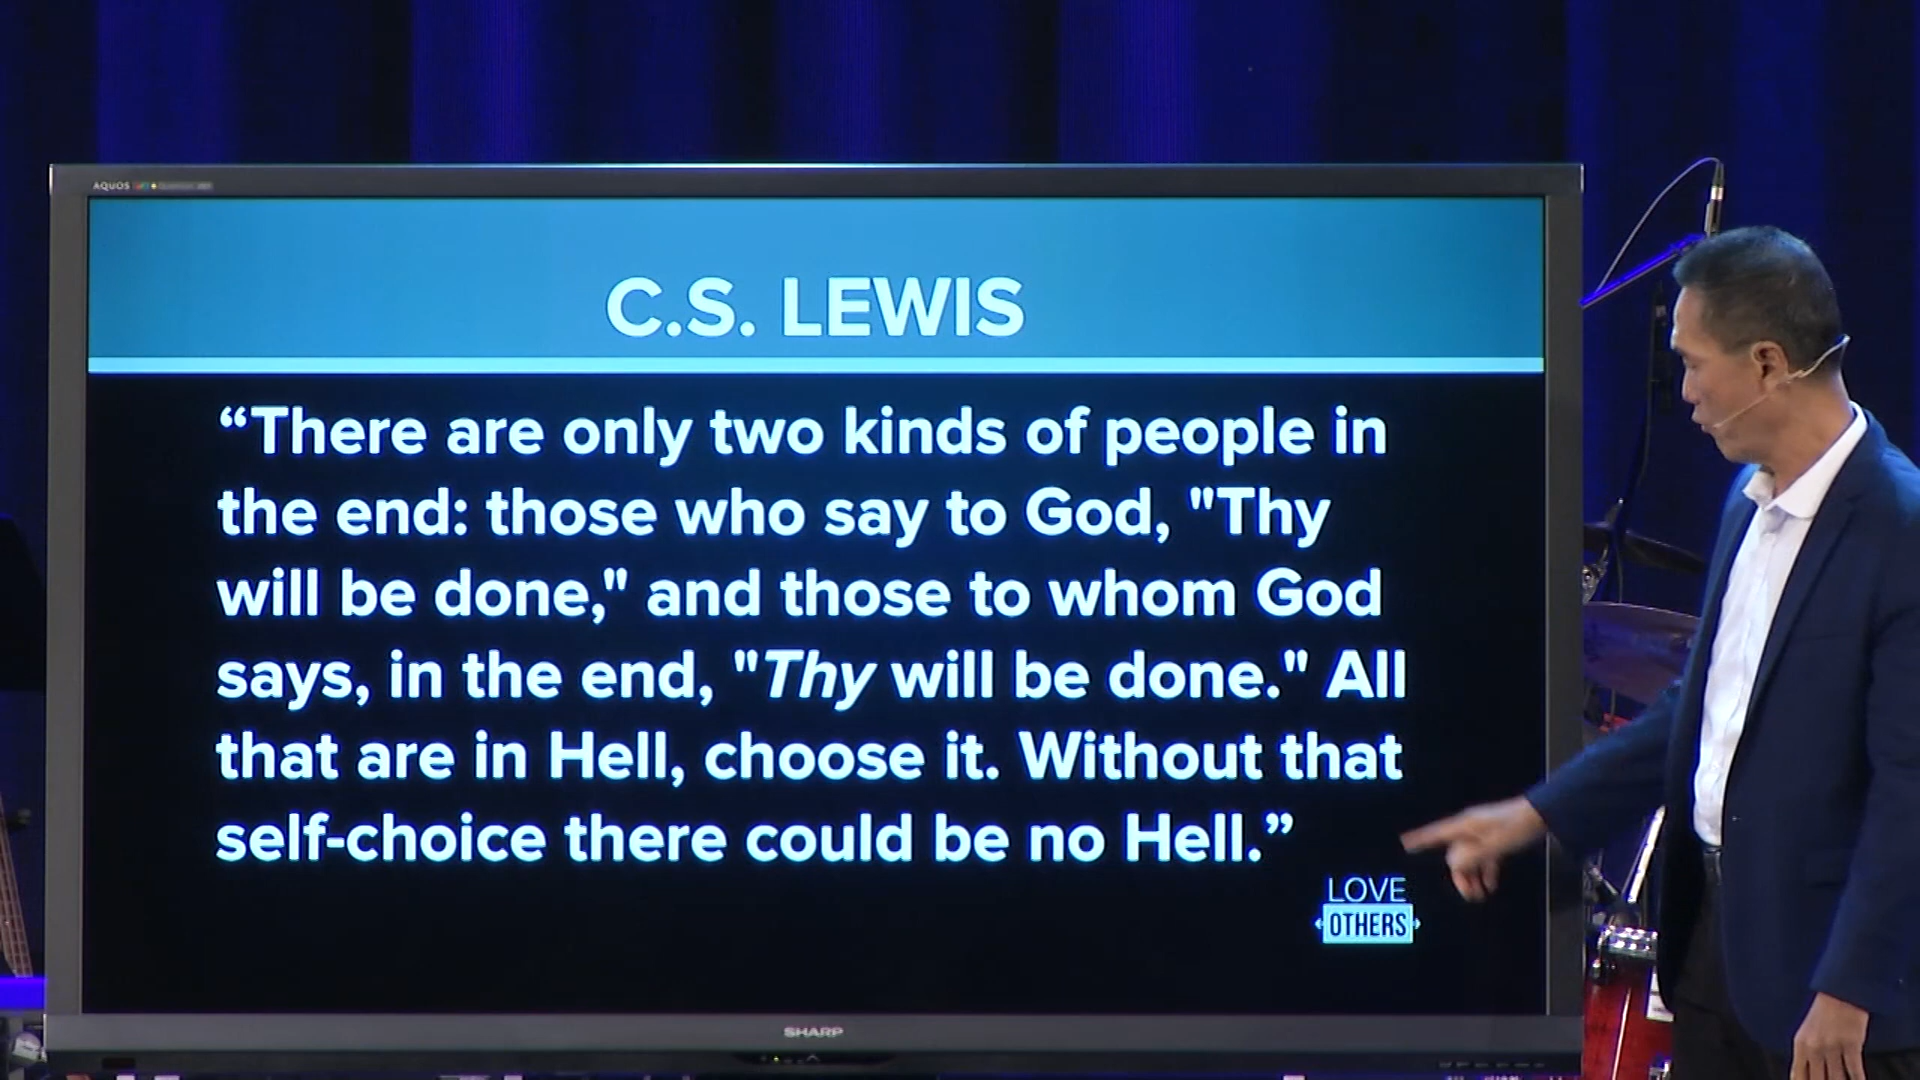 AQUOS
C.S. LEWIS
“There are only two kinds of people in
the end: those who say to God, "Thy
will be done," and those to whom God
says, in the end, "Thy will be done." All
that are in Hell, choose it. Without that
self-choice there could be no Hell.”
LOVE
OTHERS
SHARP